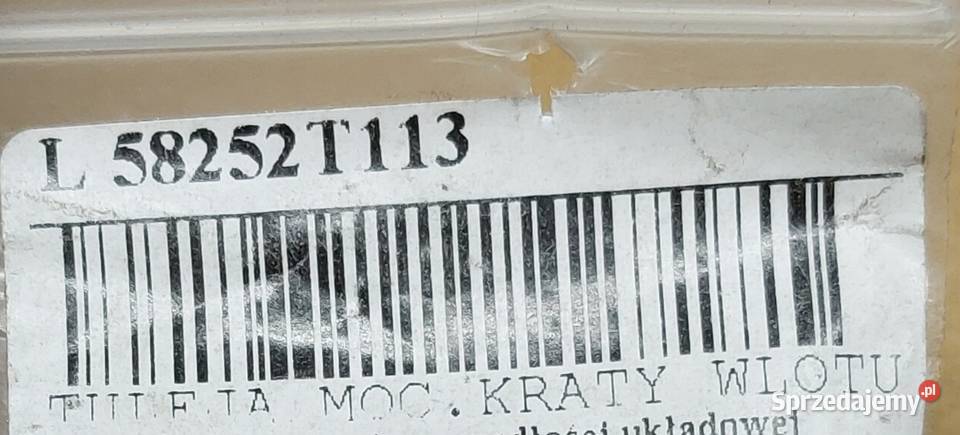 L 58252T113
TULEJA MOC.KRATY WLOTU
układowej
Sprzedajemy.pl